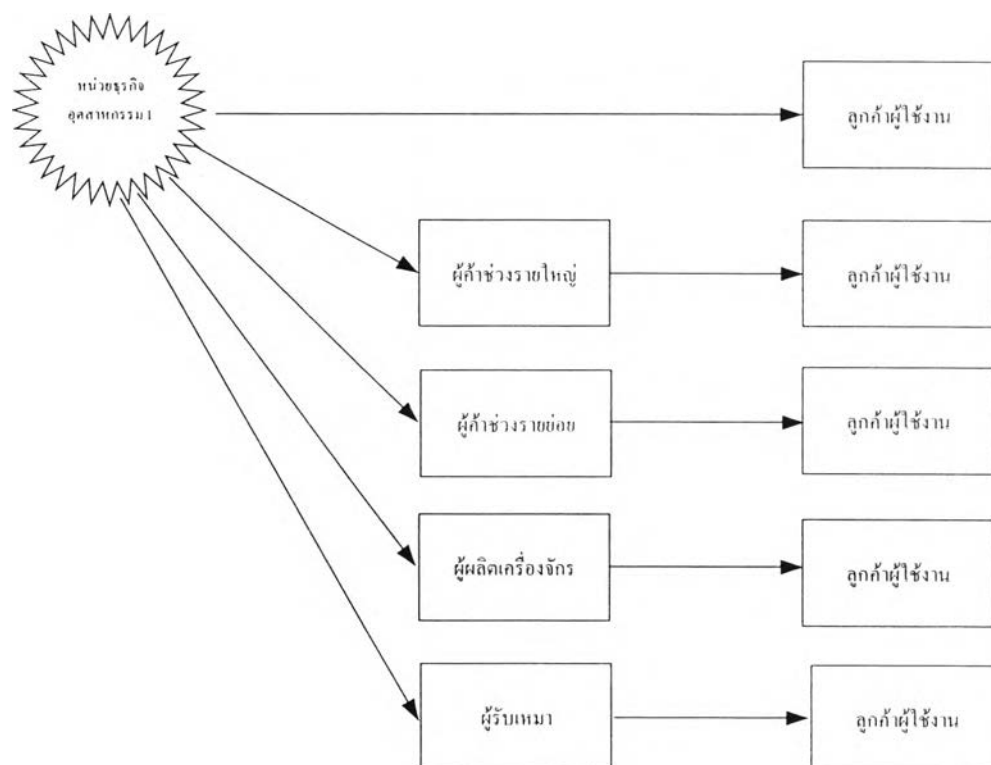 หน่วยธุรกิจ
อุตสาหกรรม 1
ลูกค้าผู้ใช้งาน
ผู้ค้าช่วงรายใหญ่
ลูกค้าผู้ใช้งาน
ผู้ค้าช่วงรายย่อย
ลูกค้าผู้ใช้งาน
ผู้ผลิตเครื่องจักร
ลูกค้าผู้ใช้งาน
ผู้รับเหมา
ลูกค้าผู้ใช้งาน